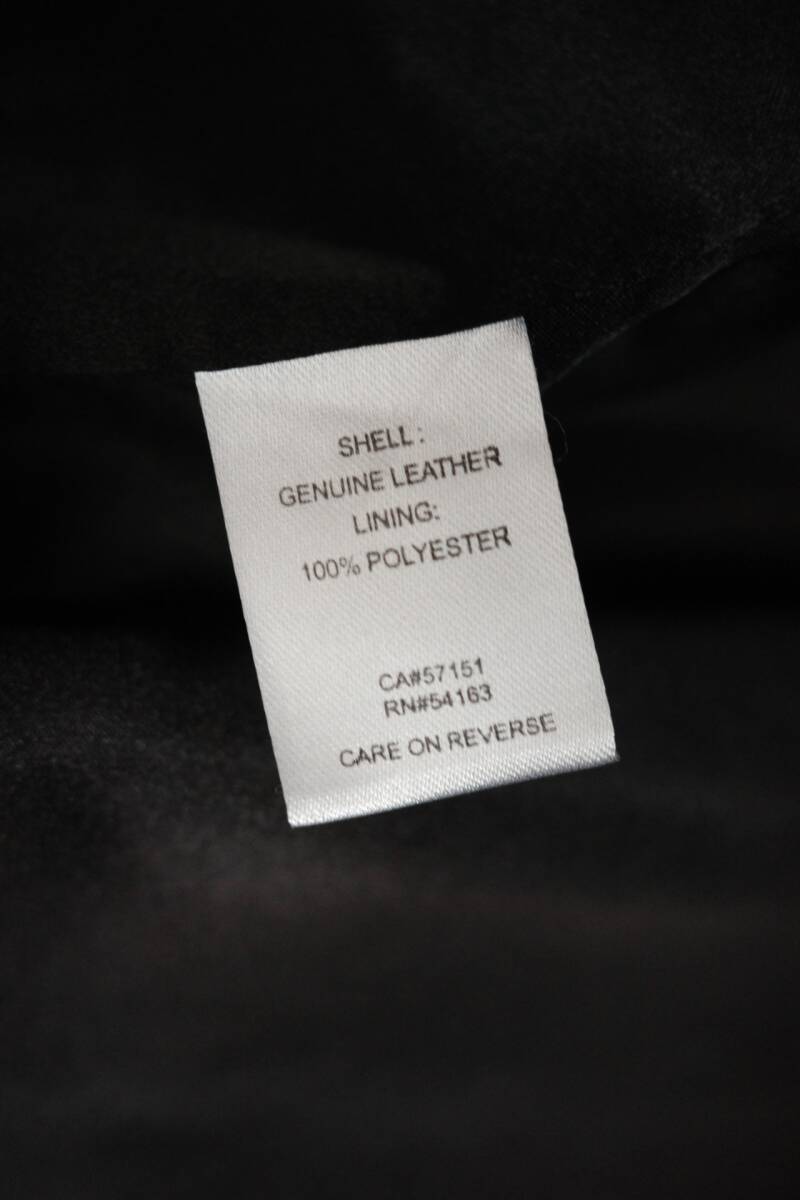 SHELL:
GENUINE LEATHER
LINING:
100% POLYESTER
CA#57151
RN#54163
CARE ON REVERSE